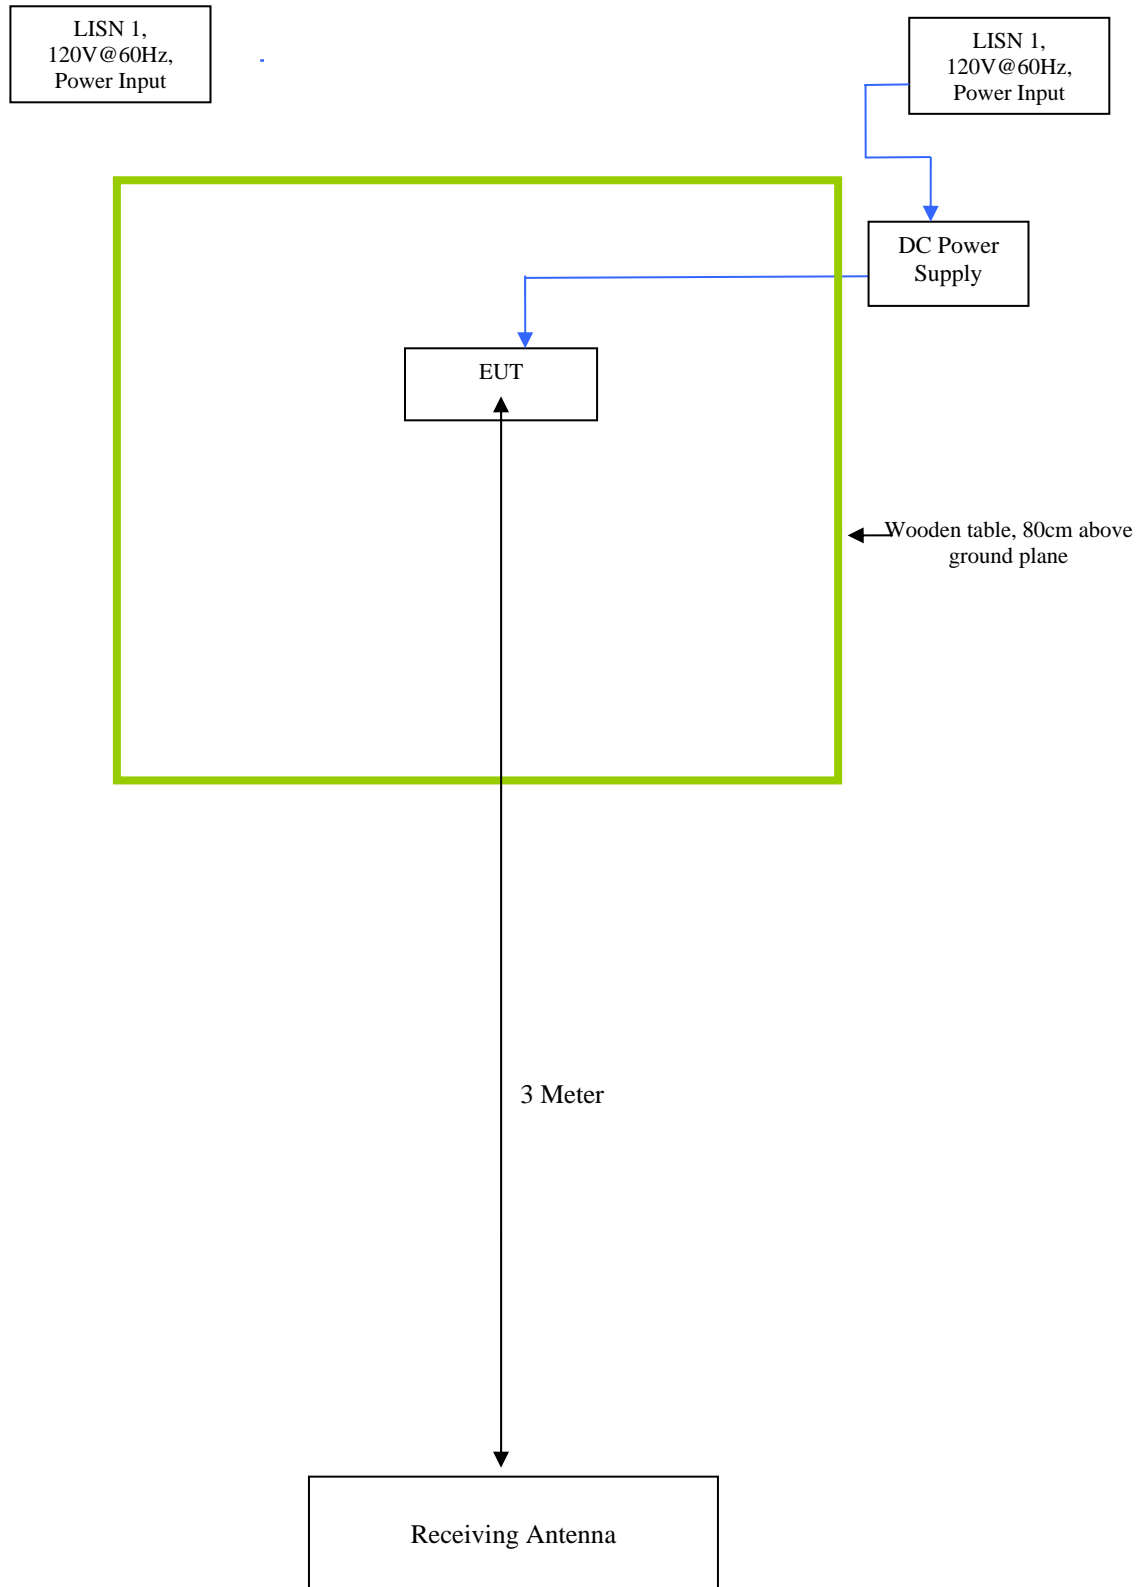 LISN 1,
120V@60Hz,
Power Input
LISN 1,
120V@60Hz,
Power Input
DC Power
Supply
EUT
Wooden table, 80cm above
ground plane
3 Meter
Receiving Antenna